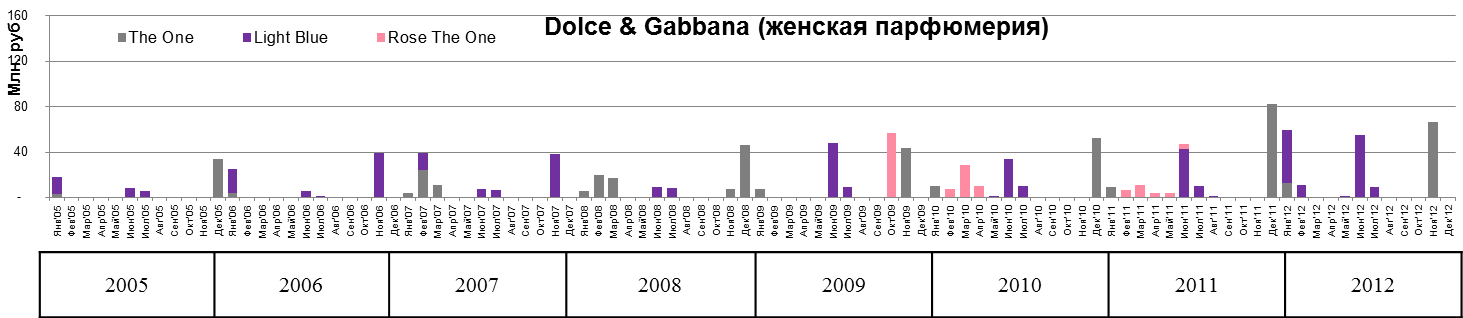 Dolce & Gabbana (женская парфюмерия)
Млн. руб.
The One Light Blue Rose The One
160
120
80
40
-
Янв'05 Фев'05 Мар'05 Апр'05 Май'05 Июн'05 Июл'05 Авг'05 Сен'05 Окт'05 Ноя'05 Дек'05 Янв'06 Фев'06 Мар'06 Апр'06 Май'06 Июн'06 Июл'06 Авг'06 Сен'06 Окт'06 Ноя'06 Дек'06 Янв'07 Фев'07 Мар'07 Апр'07 Май'07 Июн'07 Июл'07 Авг'07 Сен'07 Окт'07 Ноя'07 Дек'07 Янв'08 Фев'08 Мар'08 Апр'08 Май'08 Июн'08 Июл'08 Авг'08 Сен'08 Окт'08 Ноя'08 Дек'08 Янв'09 Фев'09 Мар'09 Апр'09 Май'09 Июн'09 Июл'09 Авг'09 Сен'09 Окт'09 Ноя'09 Дек'09 Янв'10 Фев'10 Мар'10 Апр'10 Май'10 Июн'10 Июл'10 Авг'10 Сен'10 Окт'10 Ноя'10 Дек'10 Янв'11 Фев'11 Мар'11 Апр'11 Май'11 Июн'11 Июл'11 Авг'11 Сен'11 Окт'11 Ноя'11 Дек'11 Янв'12 Фев'12 Мар'12 Апр'12 Май'12 Июн'12 Июл'12 Авг'12 Сен'12 Окт'12 Ноя'12 Дек'12
2005 2006 2007 2008 2009 2010 2011 2012